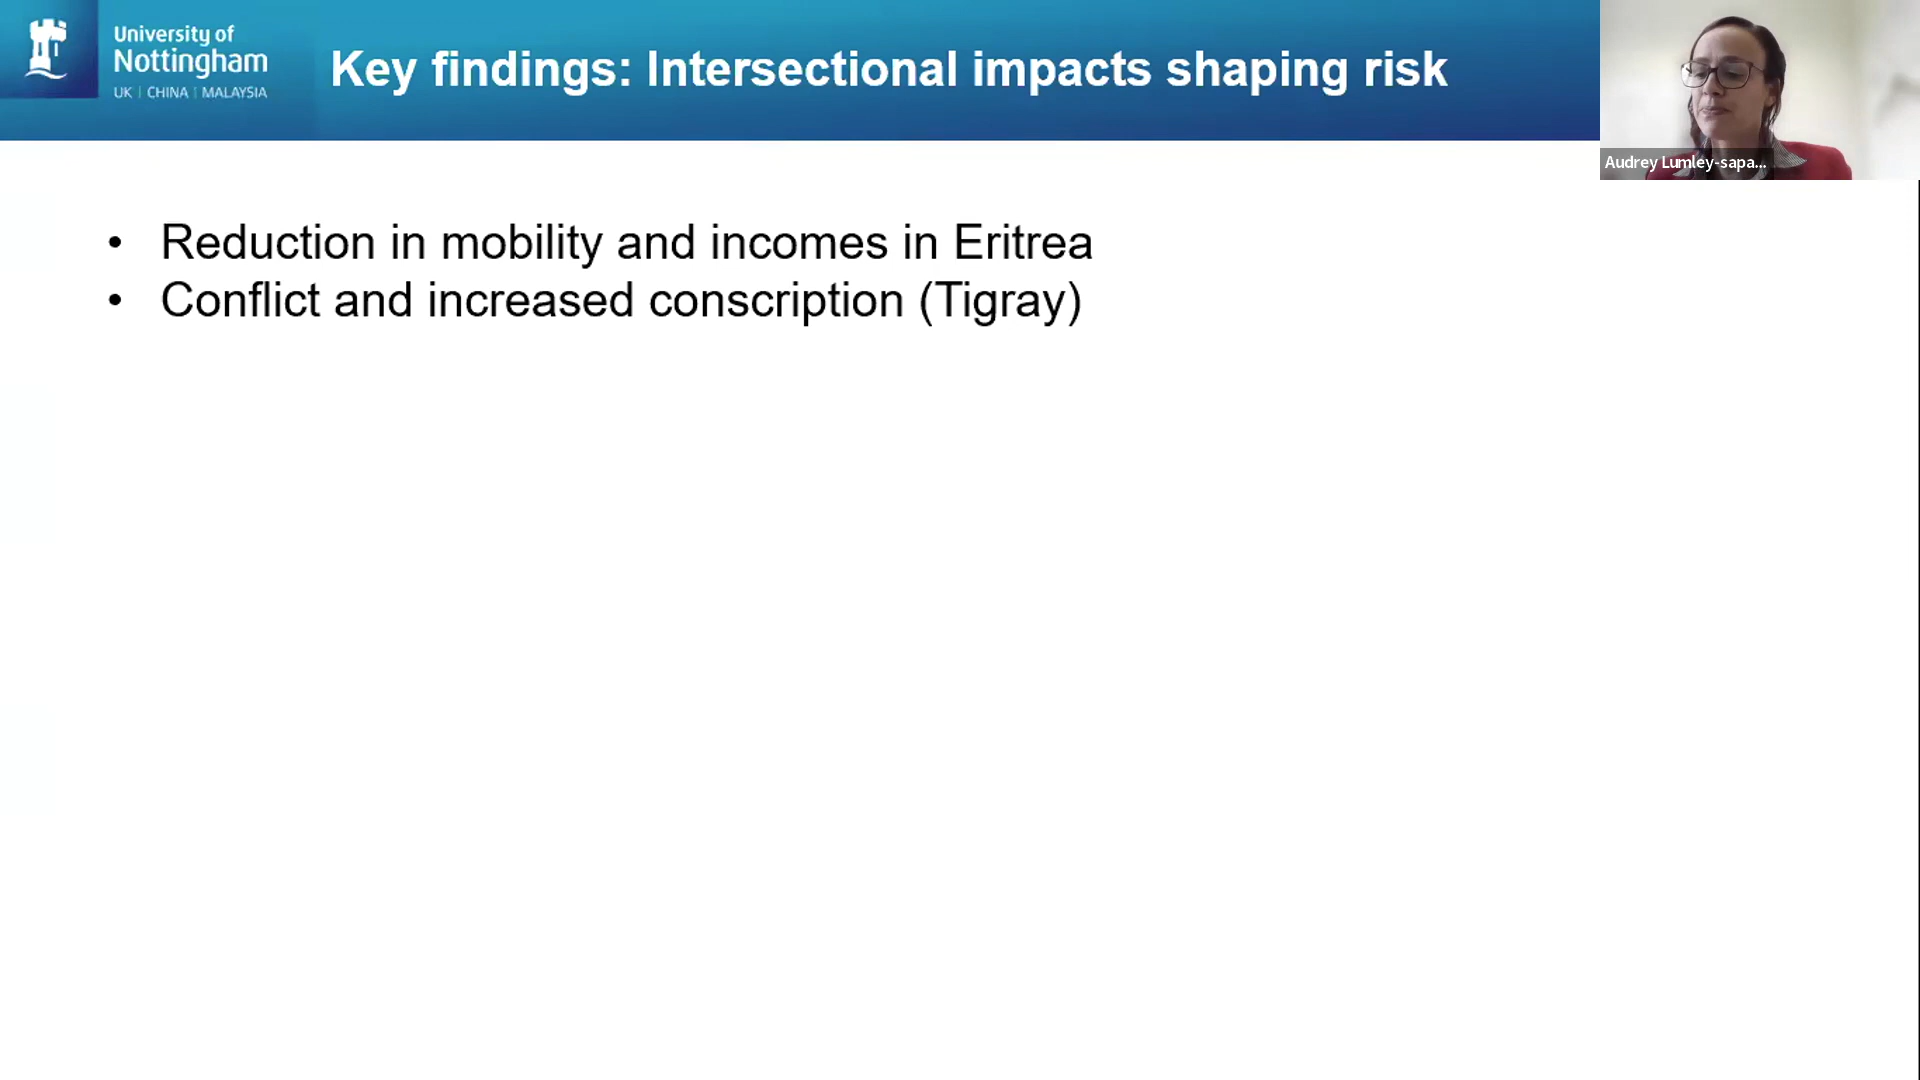 University of
Nottingham
UK | CHINA | MALAYSIA
Key findings: Intersectional impacts shaping risk
Audrey Lumley-sapa...
• Reduction in mobility and incomes in Eritrea
• Conflict and increased conscription (Tigray)